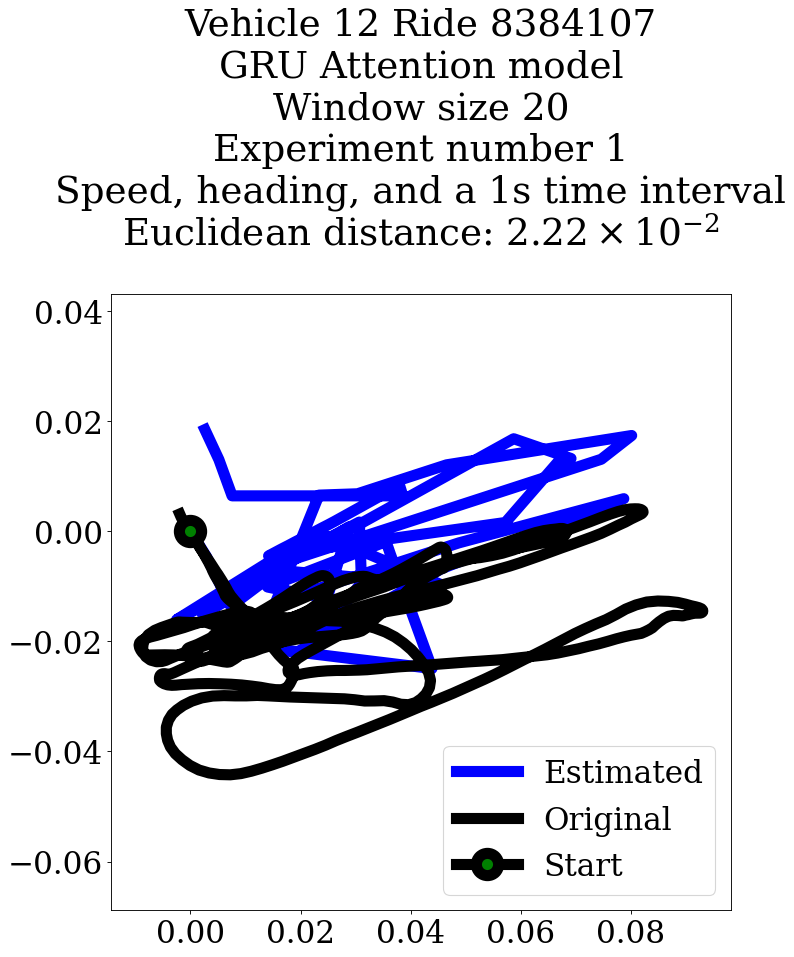 Vehicle 12 Ride 8384107
GRU Attention model
Window size 20
Experiment number 1
Speed, heading, and a 1s time interval
Euclidean distance: 2.22 × 10⁻²
0.04
0.02
0.00
−0.02
−0.04
−0.06
Estimated
Original
Start
0.00 0.02 0.04 0.06 0.08